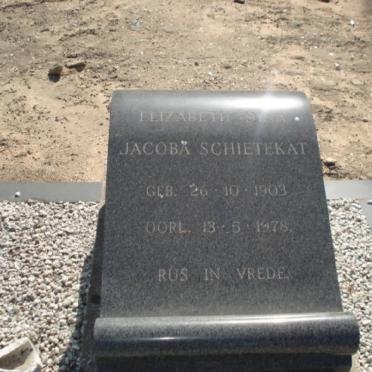 ELIZABETH
JACOBA SCHIETEKAT
GEB. 26·10·1903
OORL. 13·5·1978.
RUS IN VREDE.